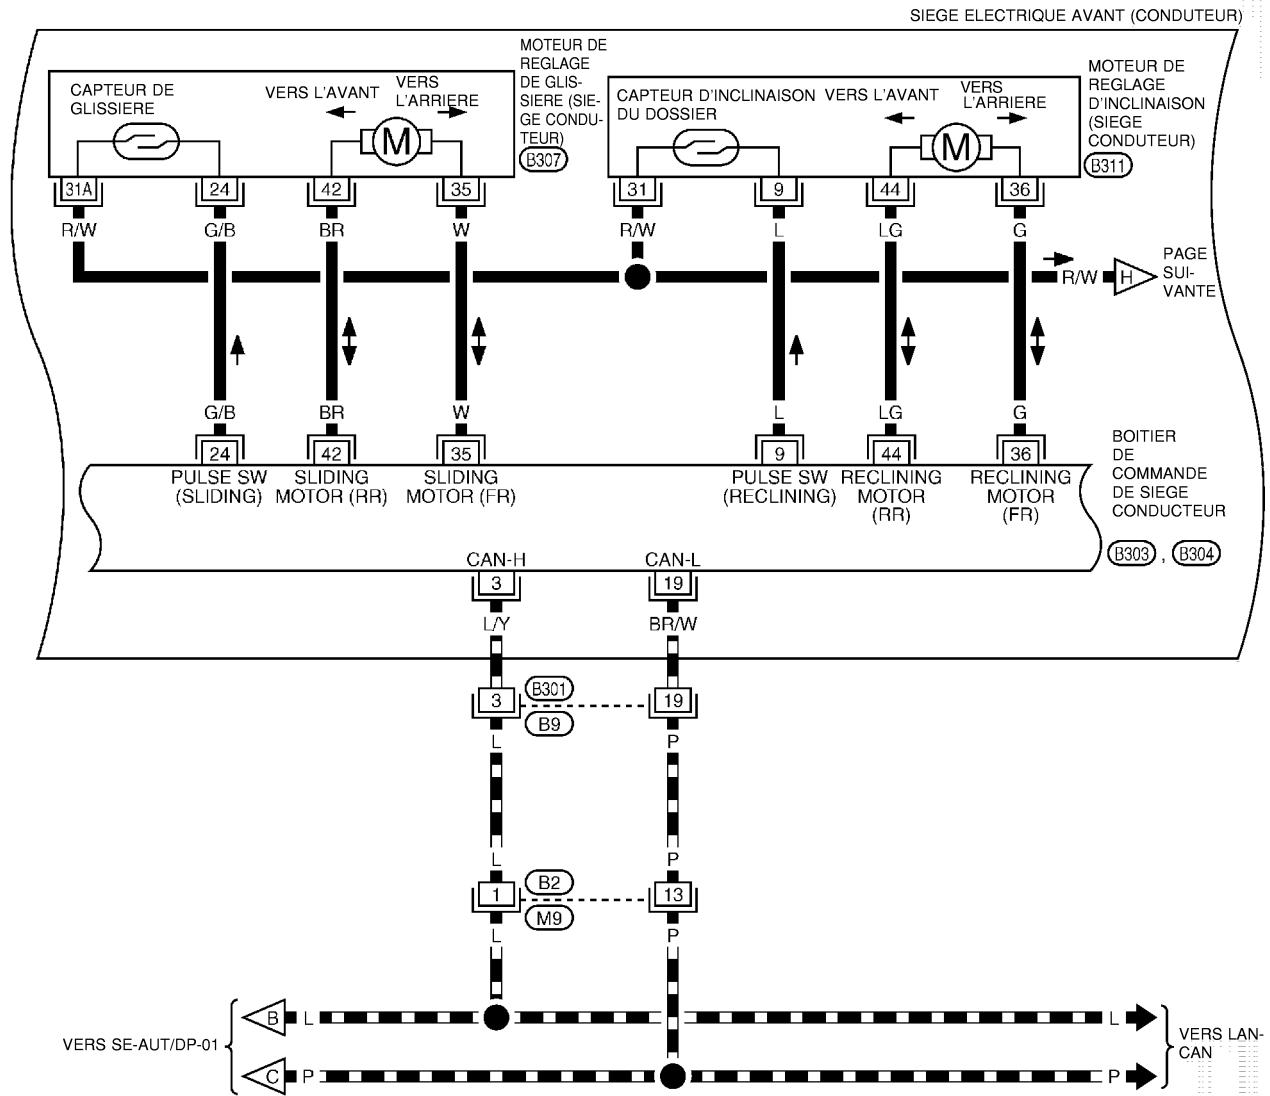 SIEGE ELECTRIQUE AVANT (CONDUTEUR)
CAPTEUR DE
GLISSIERE
VERS L'AVANT
VERS
L'ARRIERE
M
MOTEUR DE
REGLAGE
DE GLIS-
SIERE (SIE-
GE CONDU-
TEUR)
B307
CAPTEUR D'INCLINAISON
DU DOSSIER
VERS L'AVANT
VERS
L'ARRIERE
M
MOTEUR DE
REGLAGE
D'INCLINAISON
(SIEGE
CONDUTEUR)
B311
31A 24 42 35 31 9 44 36
R/W G/B BR W R/W L LG G
R/W H
PAGE
SUI-
VANTE
G/B BR W L LG G
24 42 35 9 44 36
PULSE SW
(SLIDING)
SLIDING
MOTOR (RR)
SLIDING
MOTOR (FR)
PULSE SW
(RECLINING)
RECLINING
MOTOR
(RR)
RECLINING
MOTOR
(FR)
BOITIER
DE
COMMANDE
DE SIEGE
CONDUCTEUR
B303 , B304
CAN-H CAN-L
3 19
L/Y BR/W
3 B301 19
B9
L P
L P
1 B2 13
M9
L P
VERS SE-AUT/DP-01
B L L
C P P
VERS LAN-
CAN